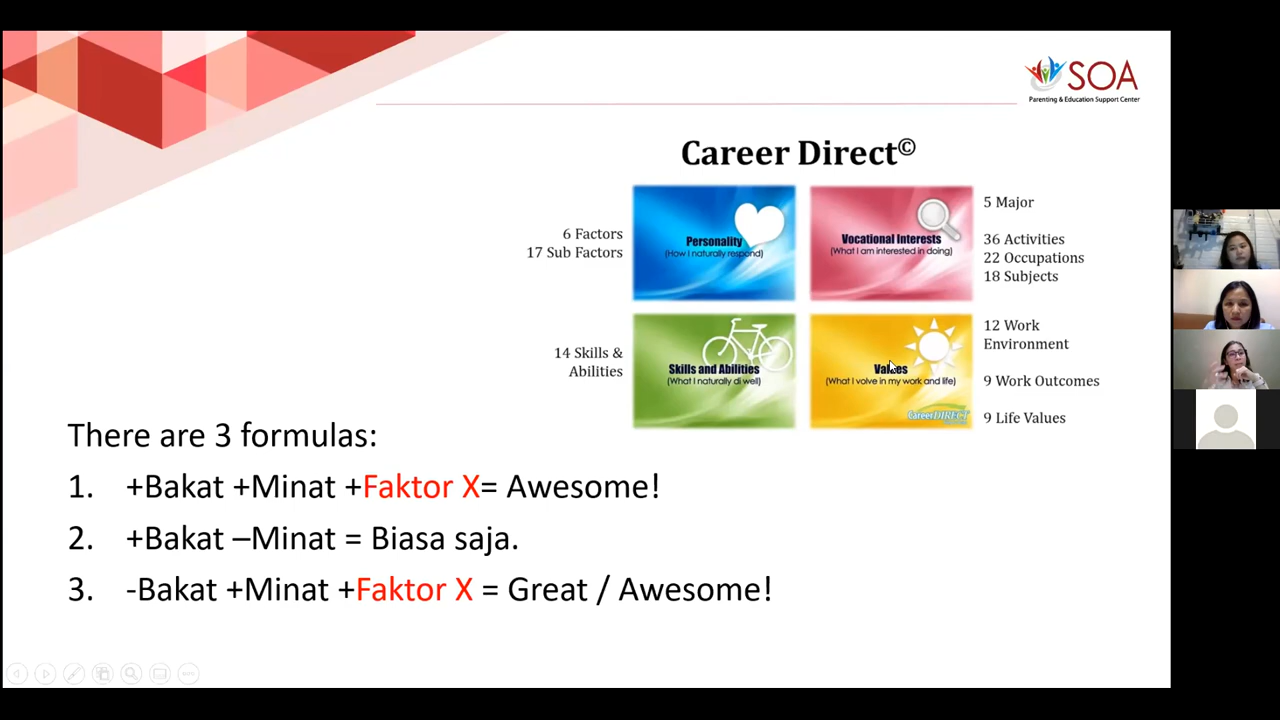 SOA
Parenting & Education Support Center
Career Direct©
6 Factors
17 Sub Factors
Personality
(How I naturally respond)
Vocational Interests
(What I am interested in doing)
5 Major
36 Activities
22 Occupations
18 Subjects
14 Skills &
Abilities
Skills and Abilities
(What I naturally di well)
Values
(What I volve in my work and life)
CareerDIRECT
12 Work
Environment
9 Work Outcomes
9 Life Values
There are 3 formulas:
1. +Bakat +Minat +Faktor X= Awesome!
2. +Bakat –Minat = Biasa saja.
3. -Bakat +Minat +Faktor X = Great / Awesome!